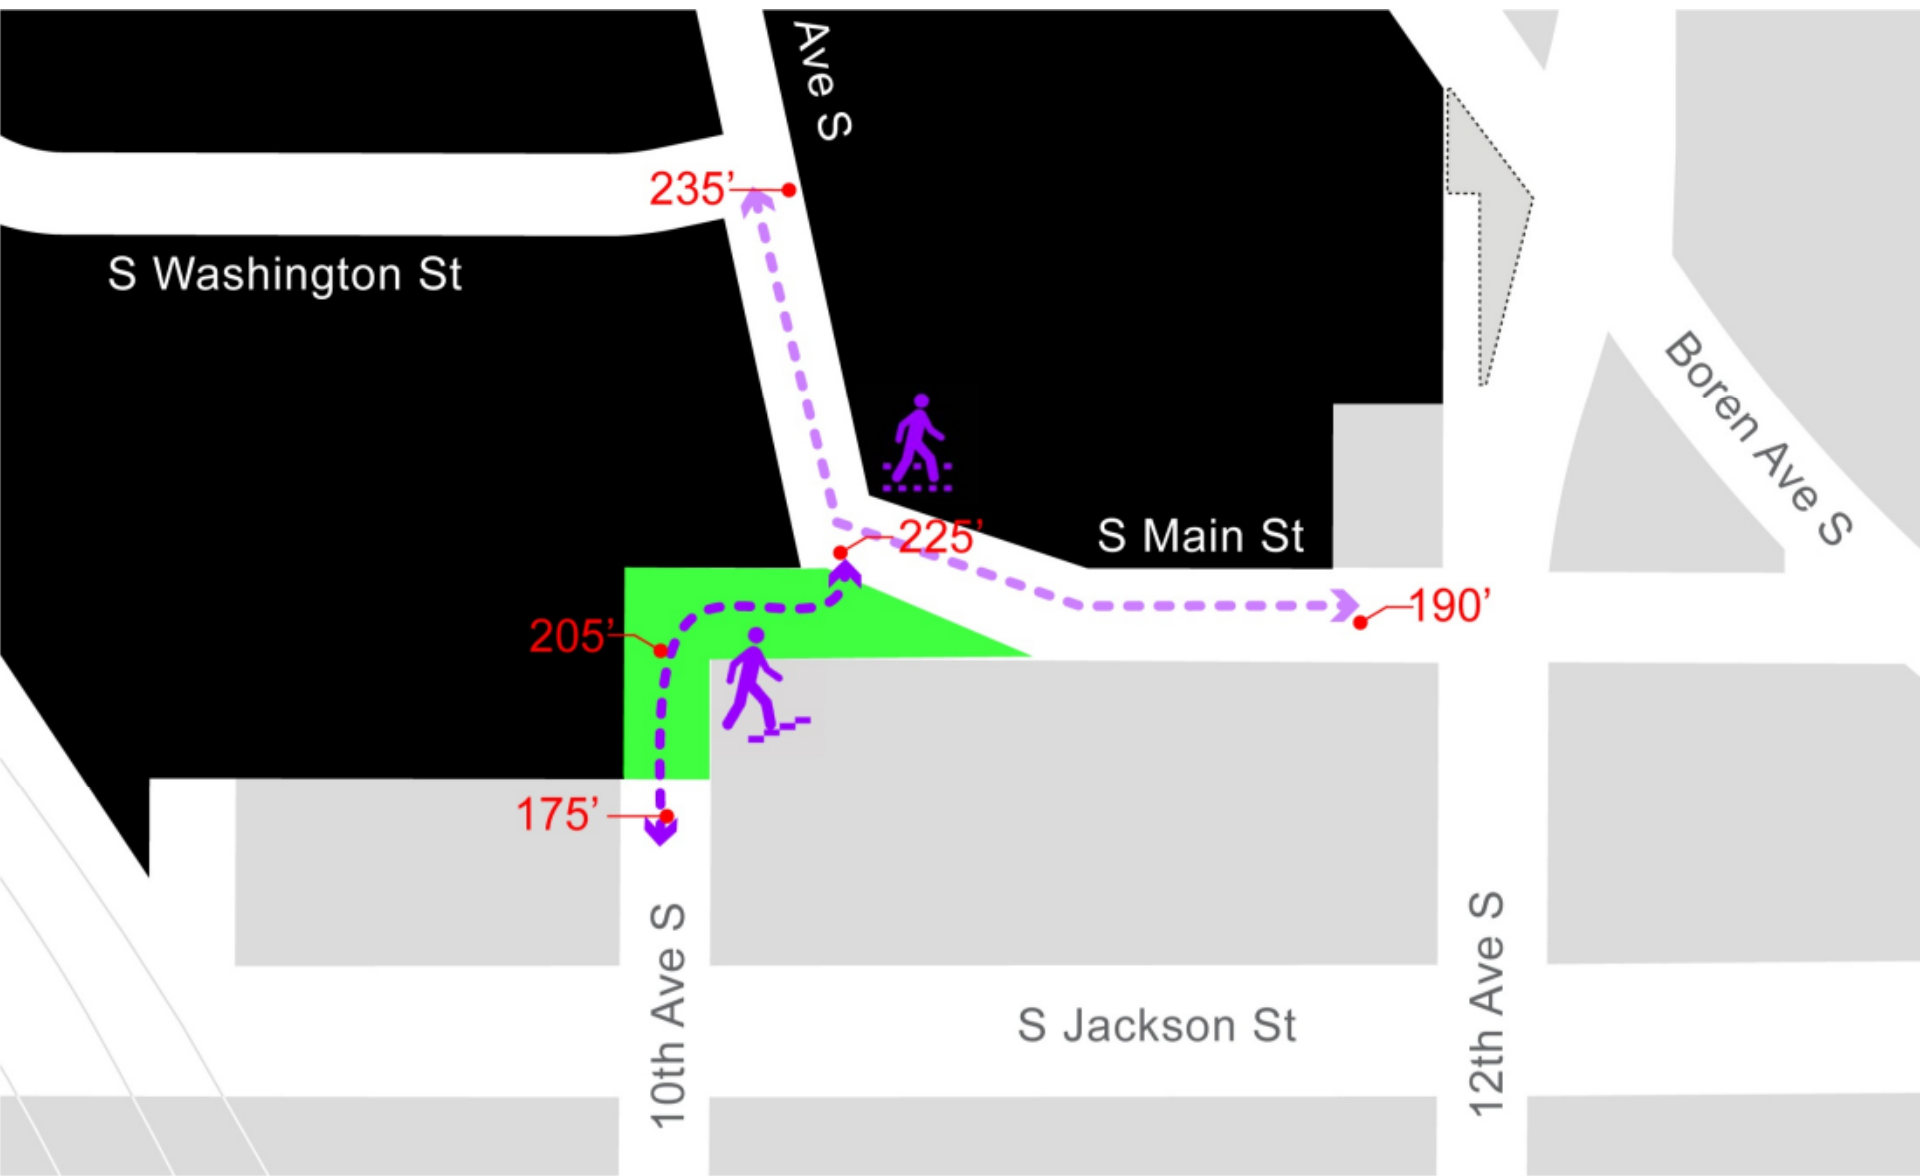 Ave S
235’
S Washington St
Boren Ave S
225’
S Main St
190’
205’
175’
10th Ave S
12th Ave S
S Jackson St